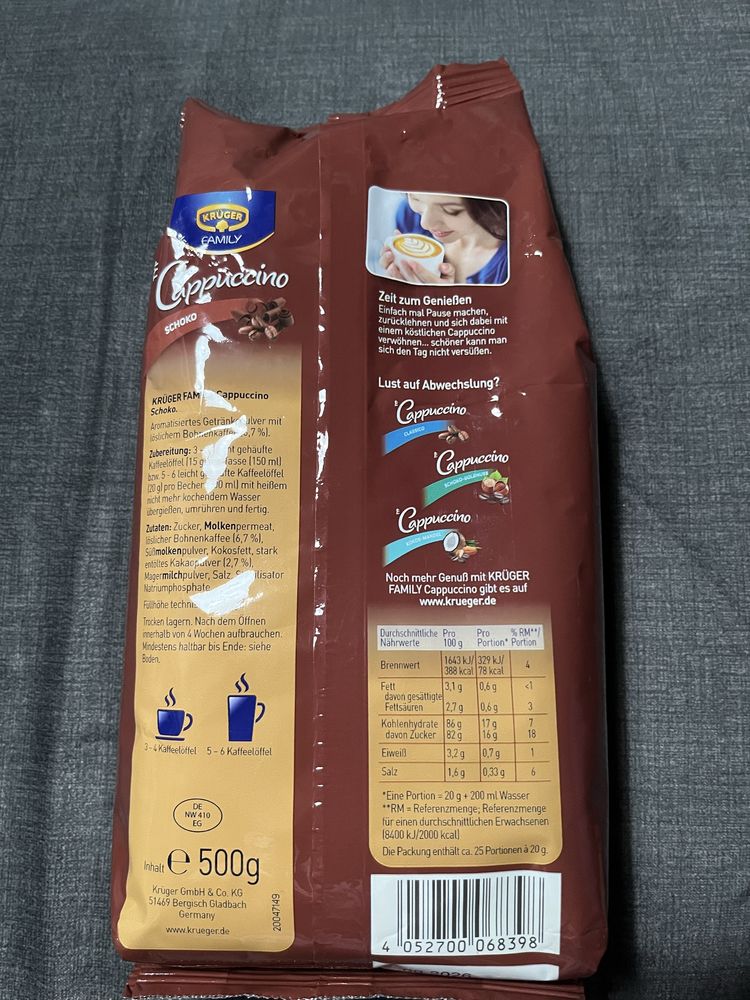 KRÜGER
FAMILY
Cappuccino
SCHOKO
KRÜGER Cappuccino
Schoko.
Aromatisiertes
löslichem
Zubereitung: gehäufte
Kaffeelöffel (15 (150 ml)
bzw. 5 - 6 leicht Kaffeelöffel
(20 g) pro Becher ml) mit heißem
nicht mehr kochendem Wasser
übergießen, umrühren und fertig.
Zutaten: Zucker, Molkenpermeat,
löslicher Bohnenkaffee (6,7 %),
Süßmolkenpulver, Kokosfett, stark
entöltes Kakaopulver (2,7 %),
Magermilchpulver, Salz,
Natriumphosphate.
Füllhöhe
Trocken lagern. Nach dem Öffnen
innerhalb von 4 Wochen aufbrauchen.
Mindestens haltbar bis Ende: siehe
Boden.
3 - 4 Kaffeelöffel 5 - 6 Kaffeelöffel
DE
NW 410
EG
Inhalt e 500g
Krüger GmbH & Co. KG
51469 Bergisch Gladbach
Germany
www.krueger.de
20047149
Zeit zum Genießen
Einfach mal Pause machen,
zurücklehnen und sich dabei mit
einem köstlichen Cappuccino
verwöhnen... schöner kann man
sich den Tag nicht versüßen.
Lust auf Abwechslung?
Cappuccino
CLASSICO
Cappuccino
SCHOKO-HOLDNUSS
Cappuccino
KOKOS-MANDEL
Noch mehr Genuß mit KRÜGER
FAMILY Cappuccino gibt es auf
www.krueger.de
Durchschnittliche Pro Pro % RM**/
Nährwerte 100 g Portion* Portion
Brennwert 1643 kJ/ 329 kJ/ 4
388 kcal 78 kcal
Fett 3,1 g 0,6 g <1
davon gesättigte
Fettsäuren 2,7 g 0,6 g 3
Kohlenhydrate 86 g 17 g 7
davon Zucker 82 g 16 g 18
Eiweiß 3,2 g 0,7 g 1
Salz 1,6 g 0,33 g 6
*Eine Portion = 20 g + 200 ml Wasser
**RM = Referenzmenge; Referenzmenge
für einen durchschnittlichen Erwachsenen
(8400 kJ/2000 kcal)
Die Packung enthält ca. 25 Portionen à 20 g.
4 052700 068398